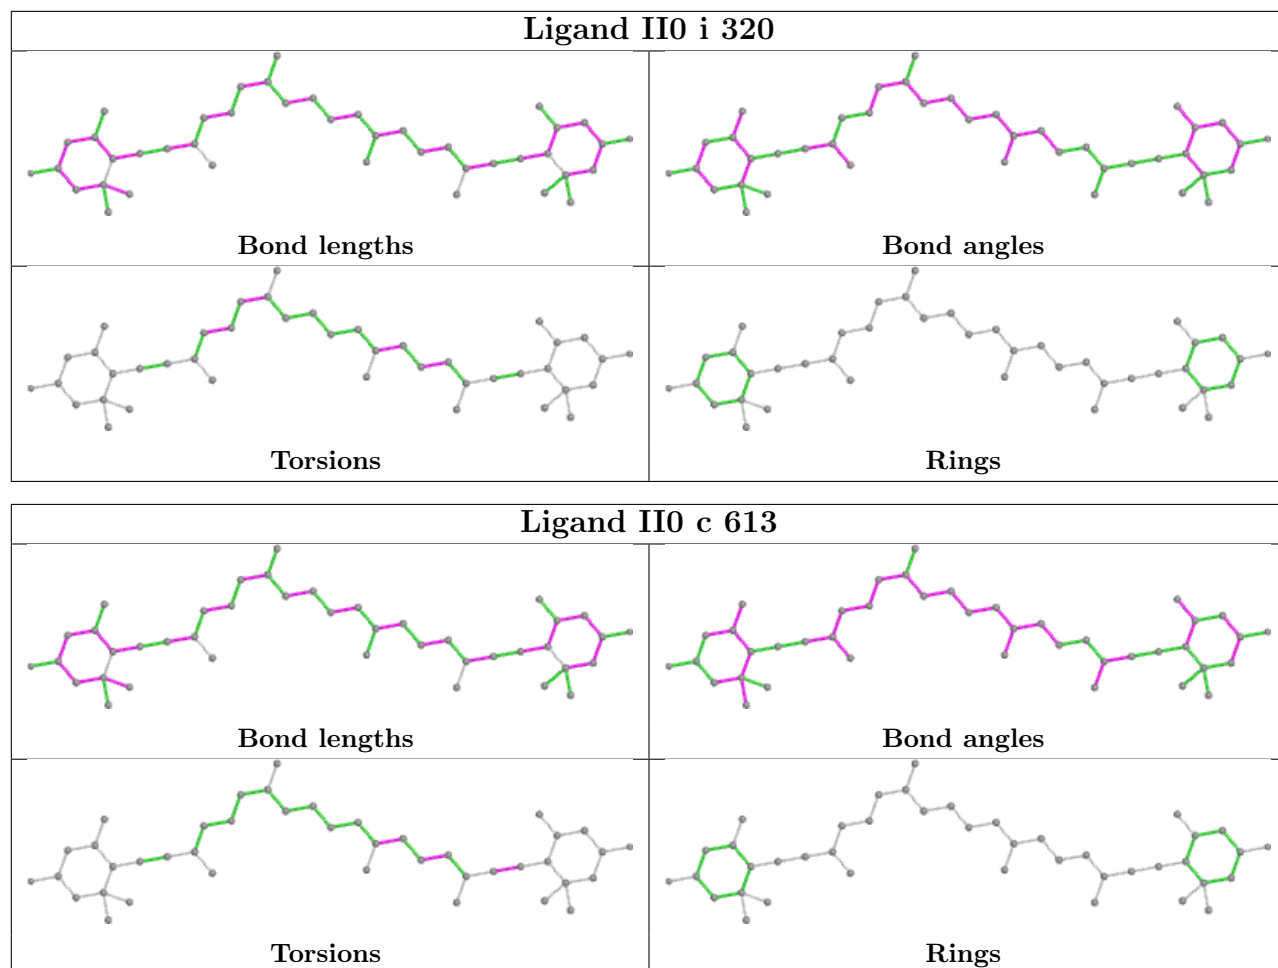 Ligand II0 i 320
Bond lengths
Bond angles
Torsions
Rings
Ligand II0 c 613
Bond lengths
Bond angles
Torsions
Rings